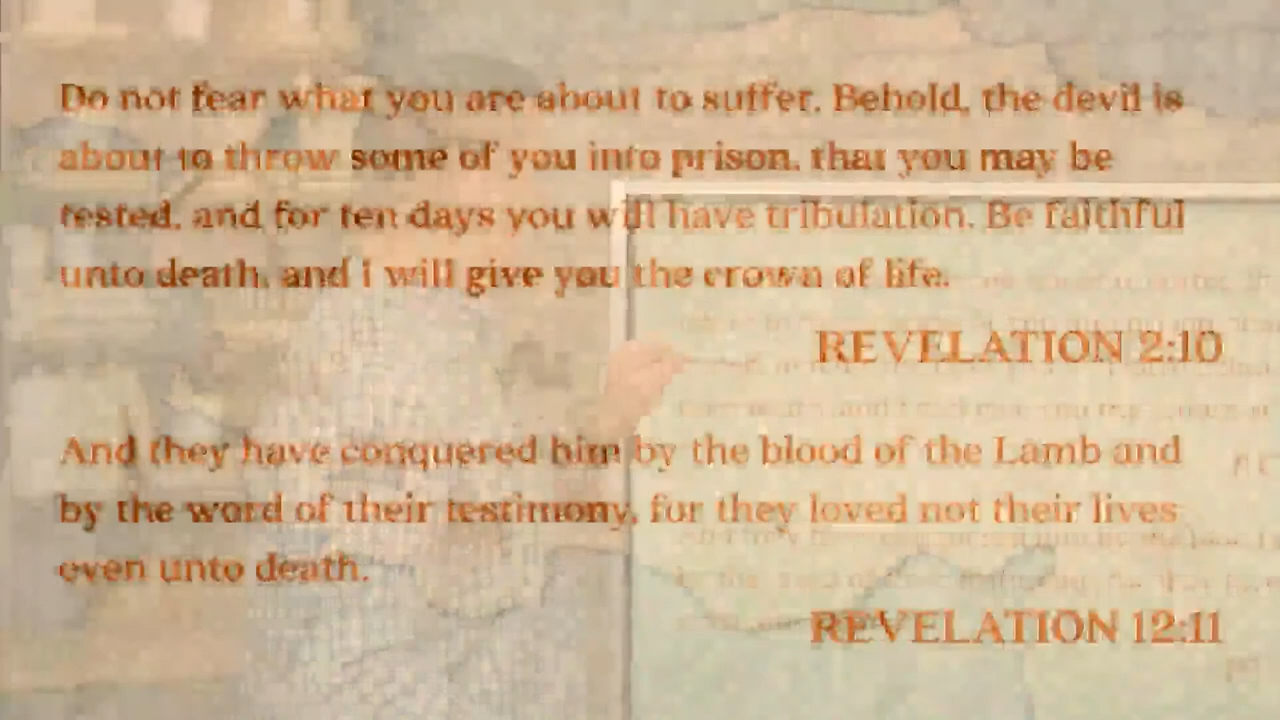 Do not fear what you are about to suffer. Behold, the devil is
about to throw some of you into prison, that you may be
tested, and for ten days you will have tribulation. Be faithful
unto death, and I will give you the crown of life.
REVELATION 2:10
And they have conquered him by the blood of the Lamb and
by the word of their testimony, for they loved not their lives
even unto death.
REVELATION 12:11